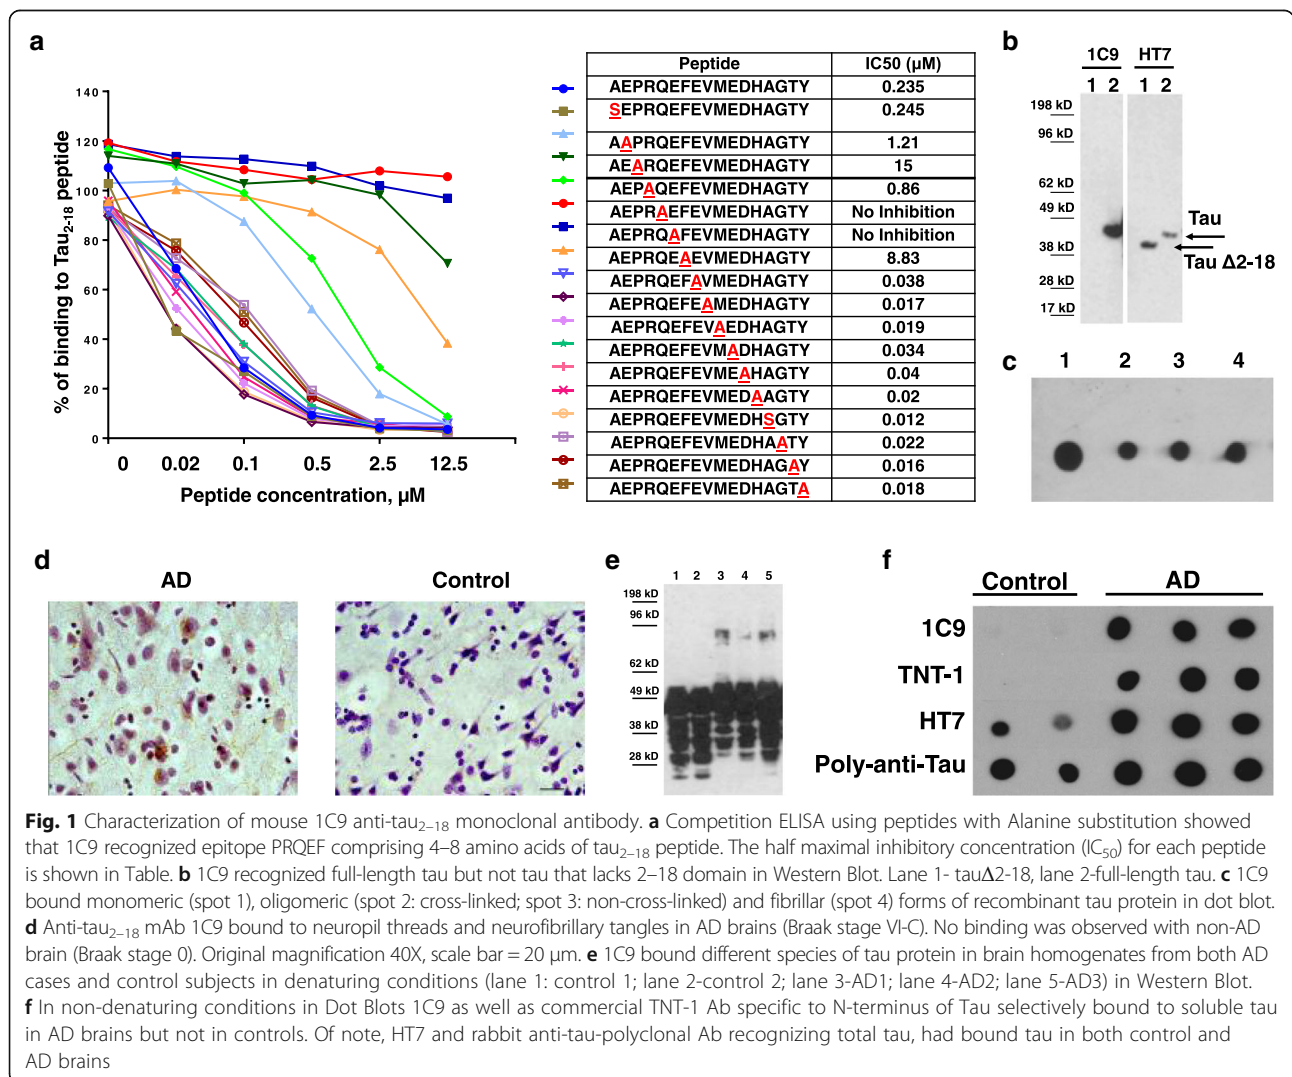 a
% of binding to Tau2-18 peptide
140
120
100
80
60
40
20
0
0 0.02 0.1 0.5 2.5 12.5
Peptide concentration, µM
Peptide IC50 (µM)
AEPRQEFEVMEDHAGTY 0.235
SEPRQEFEVMEDHAGTY 0.245
AAPRQEFEVMEDHAGTY 1.21
AEARQEFEVMEDHAGTY 15
AEPAQEFEVMEDHAGTY 0.86
AEPRAEFEVMEDHAGTY No Inhibition
AEPRQAFEVMEDHAGTY No Inhibition
AEPRQEAEVMEDHAGTY 8.83
AEPRQEFAVMEDHAGTY 0.038
AEPRQEFEAMEDHAGTY 0.017
AEPRQEFEVAEDHAGTY 0.019
AEPRQEFEVMADHAGTY 0.034
AEPRQEFEVMEAHAGTY 0.04
AEPRQEFEVMEDAAGTY 0.02
AEPRQEFEVMEDHSGTY 0.012
AEPRQEFEVMEDHAATY 0.022
AEPRQEFEVMEDHAGAY 0.016
AEPRQEFEVMEDHAGTA 0.018
b
1C9 HT7
1 2 1 2
198 kD
96 kD
62 kD
49 kD
38 kD
28 kD
17 kD
Tau
Tau Δ2-18
c
1 2 3 4
d
AD Control
e
1 2 3 4 5
198 kD
96 kD
62 kD
49 kD
38 kD
28 kD
f
Control AD
1C9
TNT-1
HT7
Poly-anti-Tau
Fig. 1 Characterization of mouse 1C9 anti-tau2–18 monoclonal antibody. a Competition ELISA using peptides with Alanine substitution showed
that 1C9 recognized epitope PRQEF comprising 4–8 amino acids of tau2–18 peptide. The half maximal inhibitory concentration (IC50) for each peptide
is shown in Table. b 1C9 recognized full-length tau but not tau that lacks 2–18 domain in Western Blot. Lane 1- tauΔ2-18, lane 2-full-length tau. c 1C9
bound monomeric (spot 1), oligomeric (spot 2: cross-linked; spot 3: non-cross-linked) and fibrillar (spot 4) forms of recombinant tau protein in dot blot.
d Anti-tau2–18 mAb 1C9 bound to neuropil threads and neurofibrillary tangles in AD brains (Braak stage VI-C). No binding was observed with non-AD
brain (Braak stage 0). Original magnification 40X, scale bar = 20 µm. e 1C9 bound different species of tau protein in brain homogenates from both AD
cases and control subjects in denaturing conditions (lane 1: control 1; lane 2-control 2; lane 3-AD1; lane 4-AD2; lane 5-AD3) in Western Blot.
f In non-denaturing conditions in Dot Blots 1C9 as well as commercial TNT-1 Ab specific to N-terminus of Tau selectively bound to soluble tau
in AD brains but not in controls. Of note, HT7 and rabbit anti-tau-polyclonal Ab recognizing total tau, had bound tau in both control and
AD brains